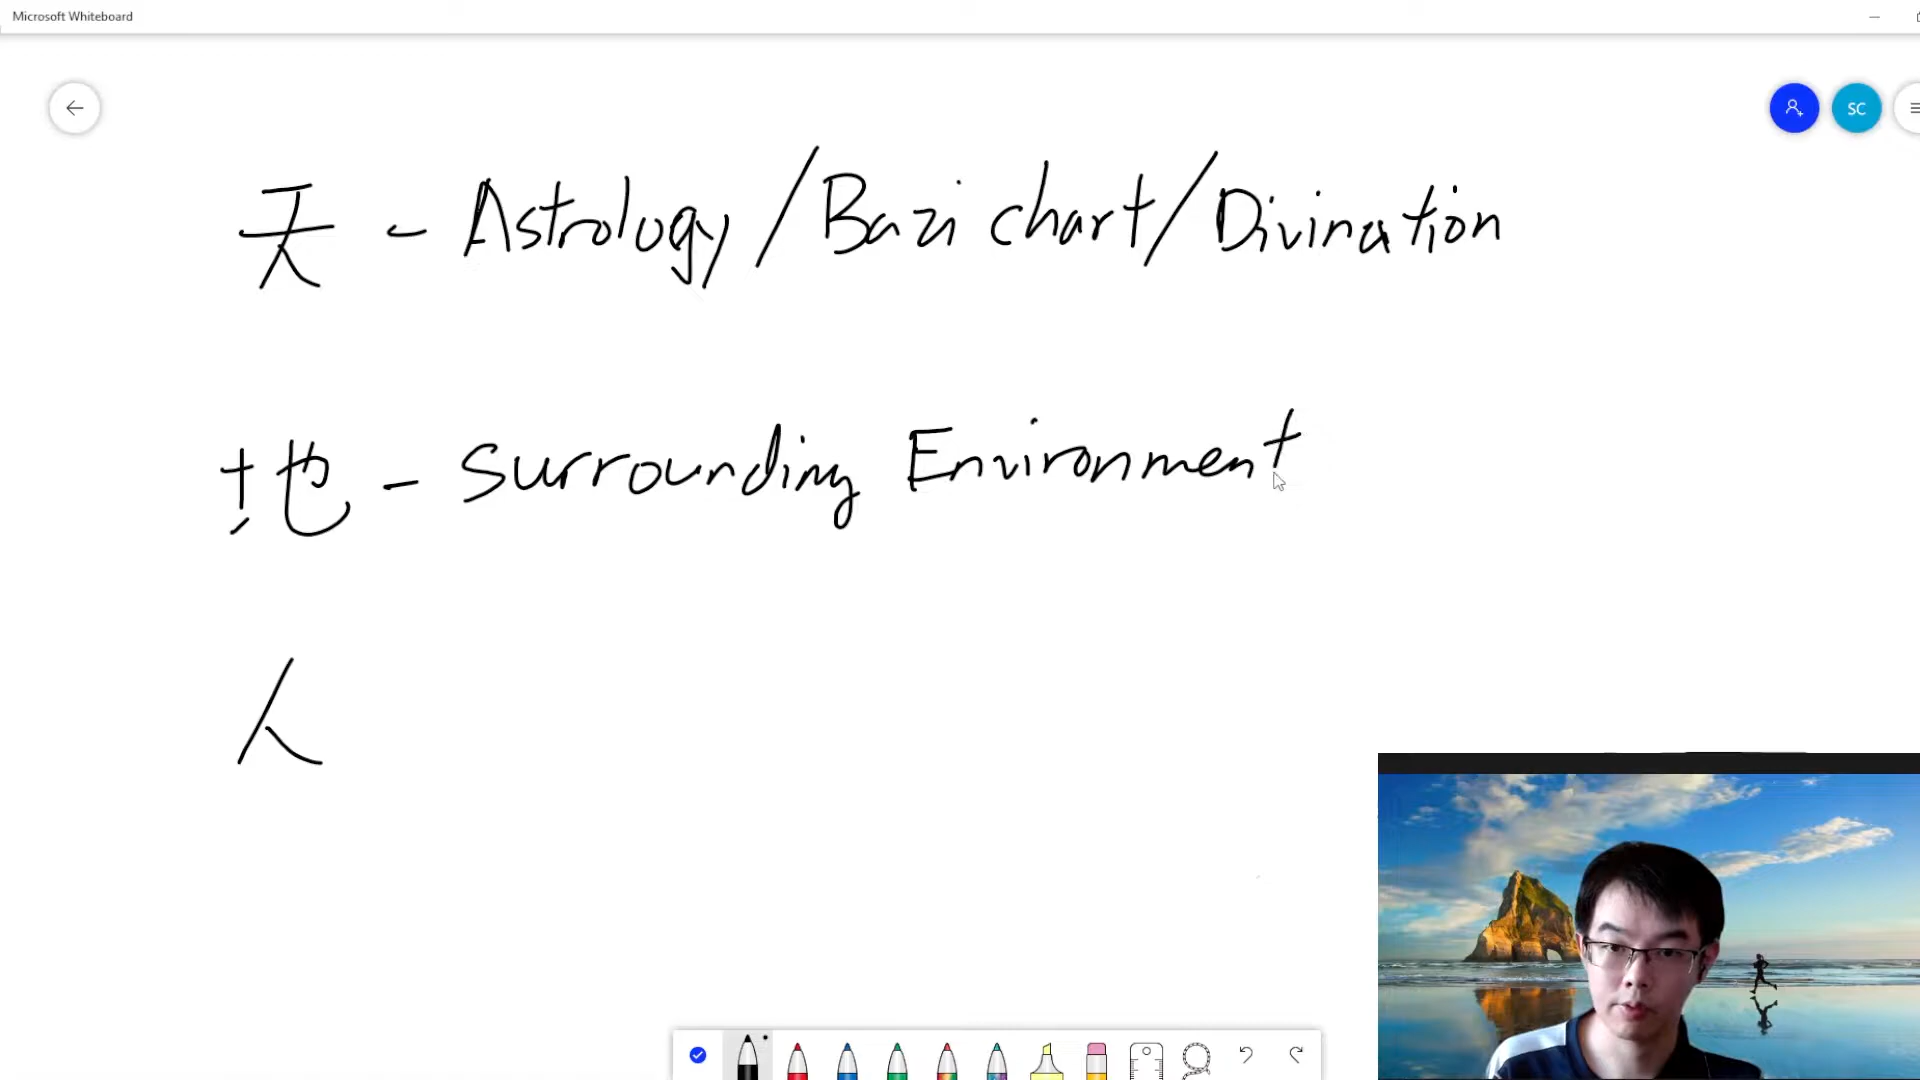 Microsoft Whiteboard
SC
天 - Astrology / Bazi chart / Divination
地 - Surrounding Environment
人